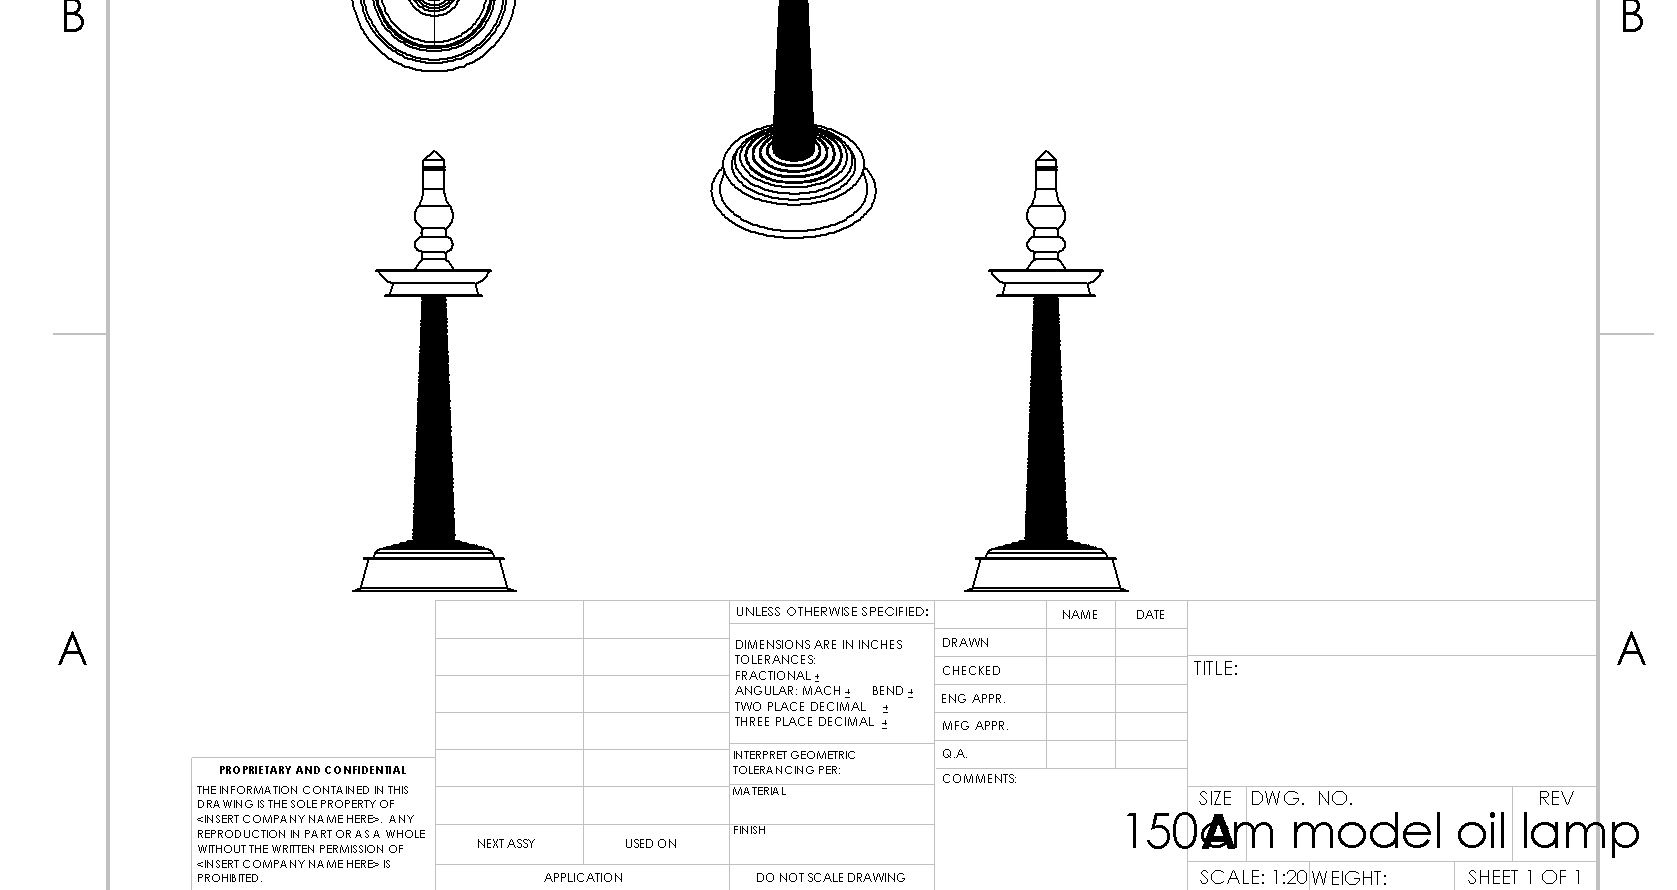 B
B
A
A
UNLESS OTHERWISE SPECIFIED:
DIMENSIONS ARE IN INCHES
TOLERANCES:
FRACTIONAL ±
ANGULAR: MACH ± BEND ±
TWO PLACE DECIMAL ±
THREE PLACE DECIMAL ±
INTERPRET GEOMETRIC
TOLERANCING PER:
MATERIAL
FINISH
DO NOT SCALE DRAWING
NAME DATE
DRAWN
CHECKED
ENG APPR.
MFG APPR.
Q.A.
COMMENTS:
TITLE:
SIZE DWG. NO. REV
A
150cm model oil lamp
SCALE: 1:20 WEIGHT: SHEET 1 OF 1
PROPRIETARY AND CONFIDENTIAL
THE INFORMATION CONTAINED IN THIS
DRAWING IS THE SOLE PROPERTY OF
<INSERT COMPANY NAME HERE>. ANY
REPRODUCTION IN PART OR AS A WHOLE
WITHOUT THE WRITTEN PERMISSION OF
<INSERT COMPANY NAME HERE> IS
PROHIBITED.
NEXT ASSY USED ON
APPLICATION